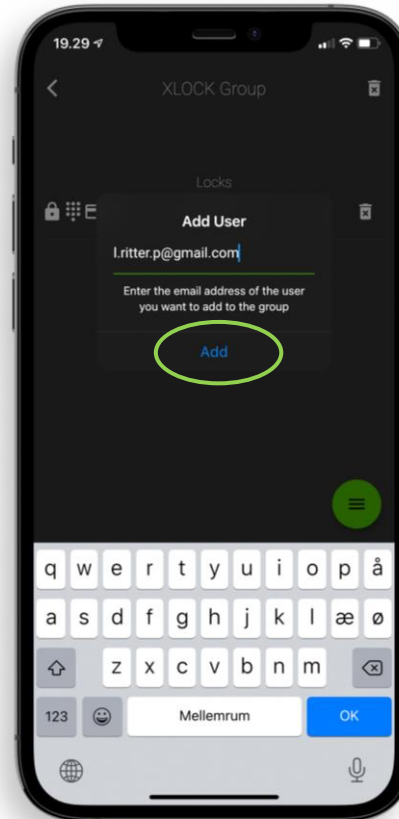 19.29
XLOCK Group
Locks
Add User
l.ritter.p@gmail.com
Enter the email address of the user
you want to add to the group
Add
q w e r t y u i o p å
a s d f g h j k l æ ø
z x c v b n m
123 Mellemrum OK